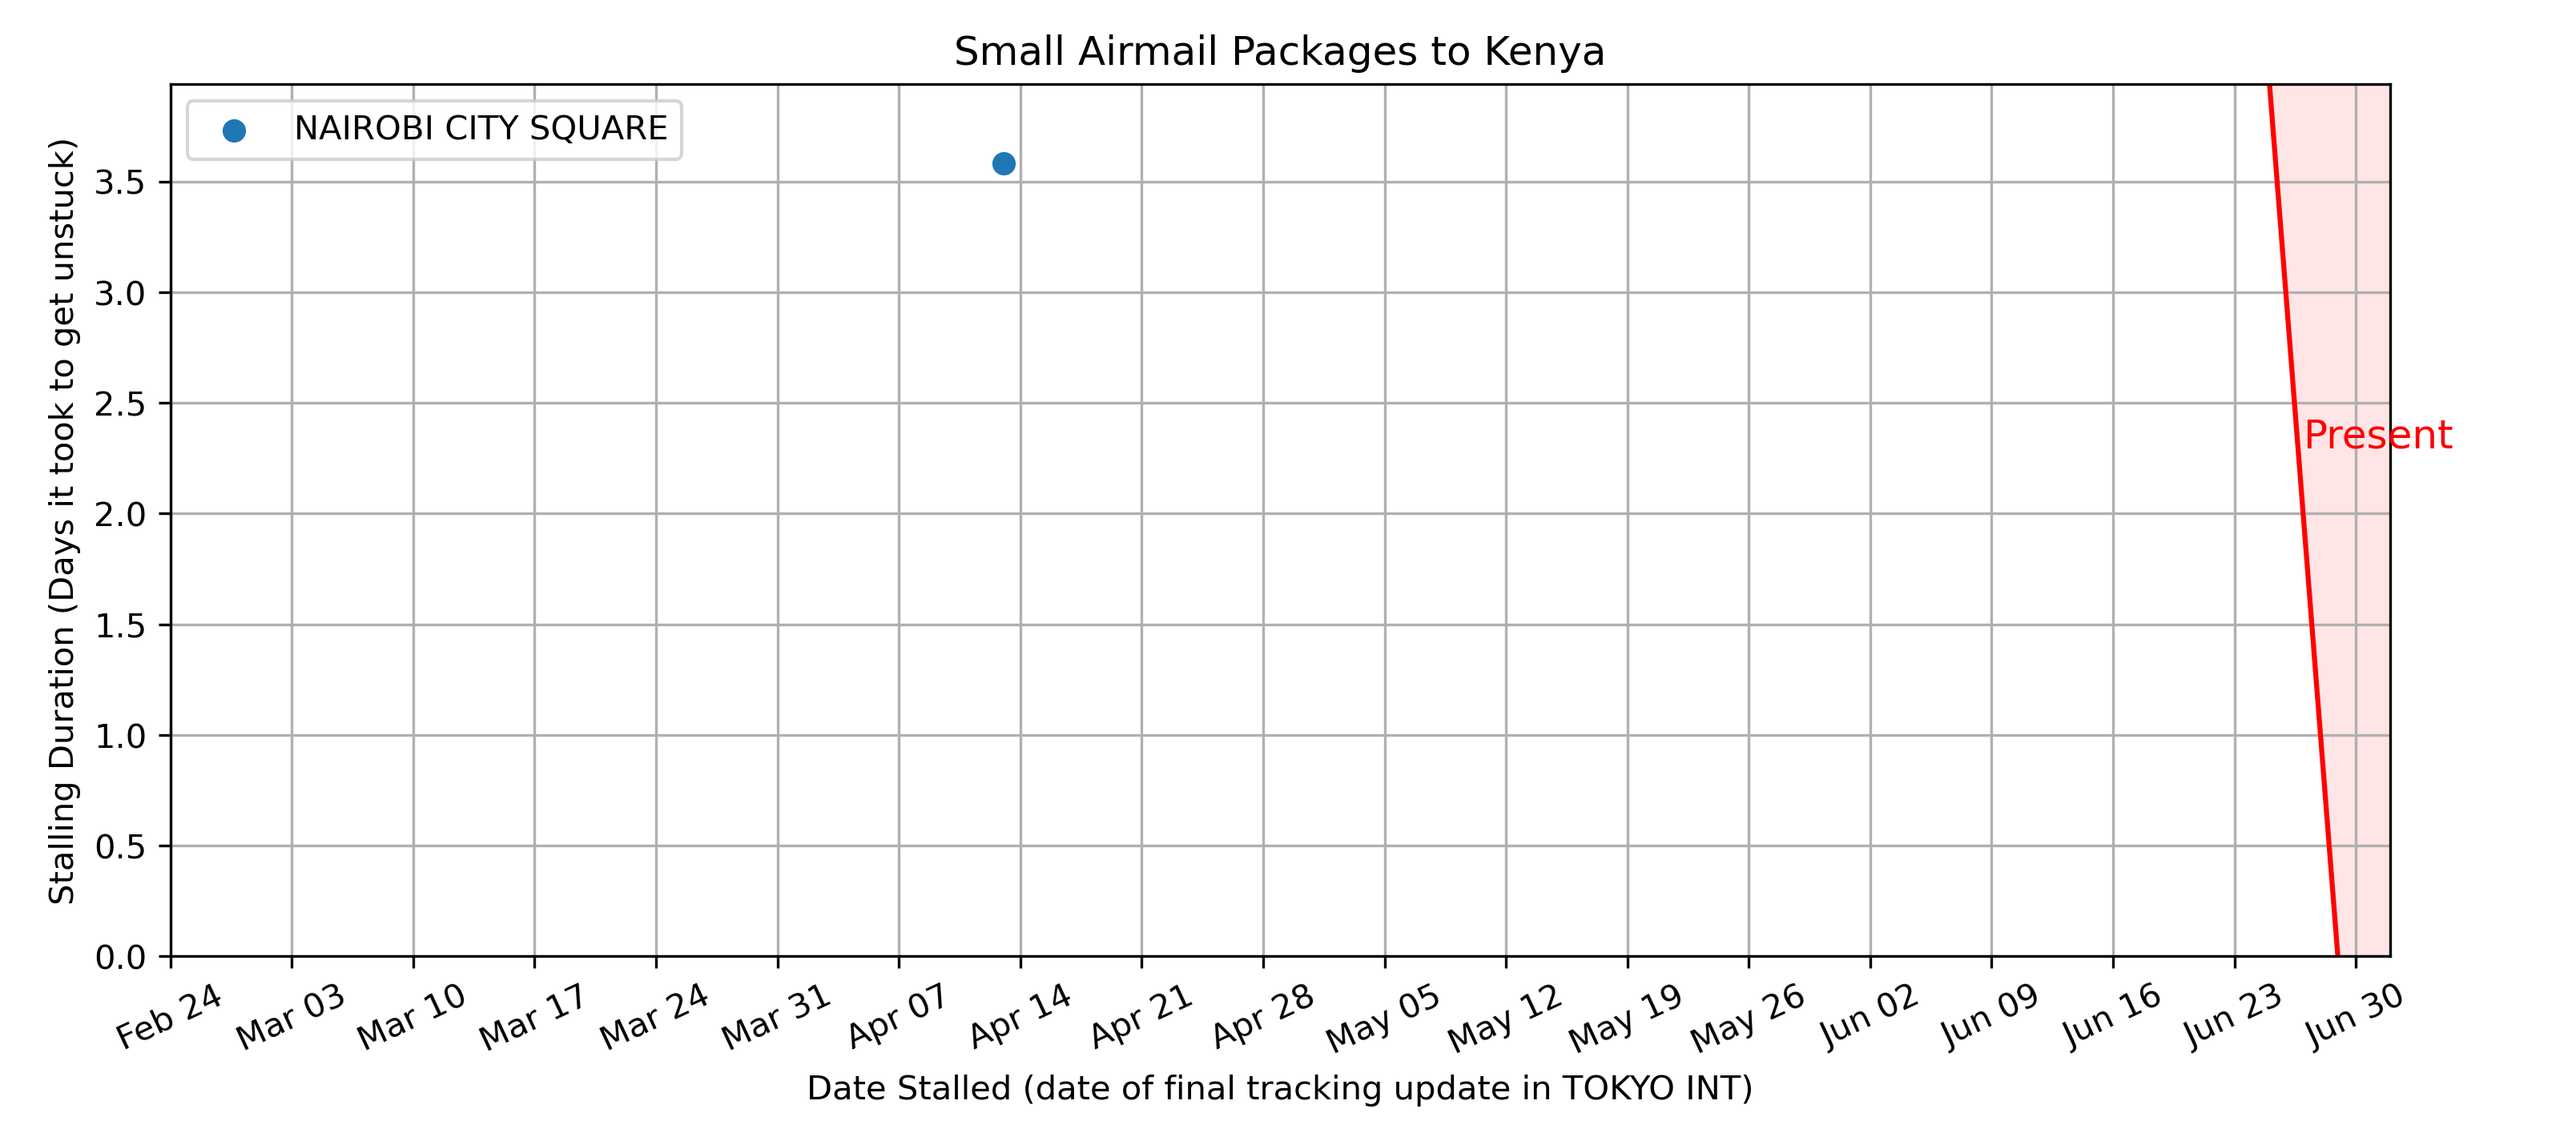 Small Airmail Packages to Kenya
NAIROBI CITY SQUARE
Stalling Duration (Days it took to get unstuck)
3.5
3.0
2.5
2.0
1.5
1.0
0.5
0.0
Present
Feb 24 Mar 03 Mar 10 Mar 17 Mar 24 Mar 31 Apr 07 Apr 14 Apr 21 Apr 28 May 05 May 12 May 19 May 26 Jun 02 Jun 09 Jun 16 Jun 23 Jun 30
Date Stalled (date of final tracking update in TOKYO INT)